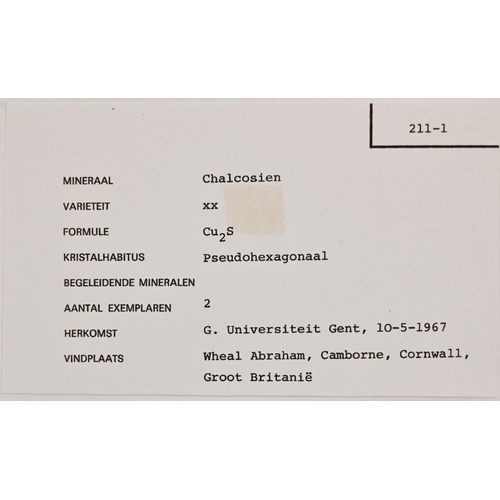 211-1
MINERAAL Chalcosien
VARIETEIT xx
FORMULE Cu₂S
KRISTALHABITUS Pseudohexagonaal
BEGELEIDENDE MINERALEN
AANTAL EXEMPLAREN 2
HERKOMST G. Universiteit Gent, 10-5-1967
VINDPLAATS Wheal Abraham, Camborne, Cornwall,
Groot Britanië